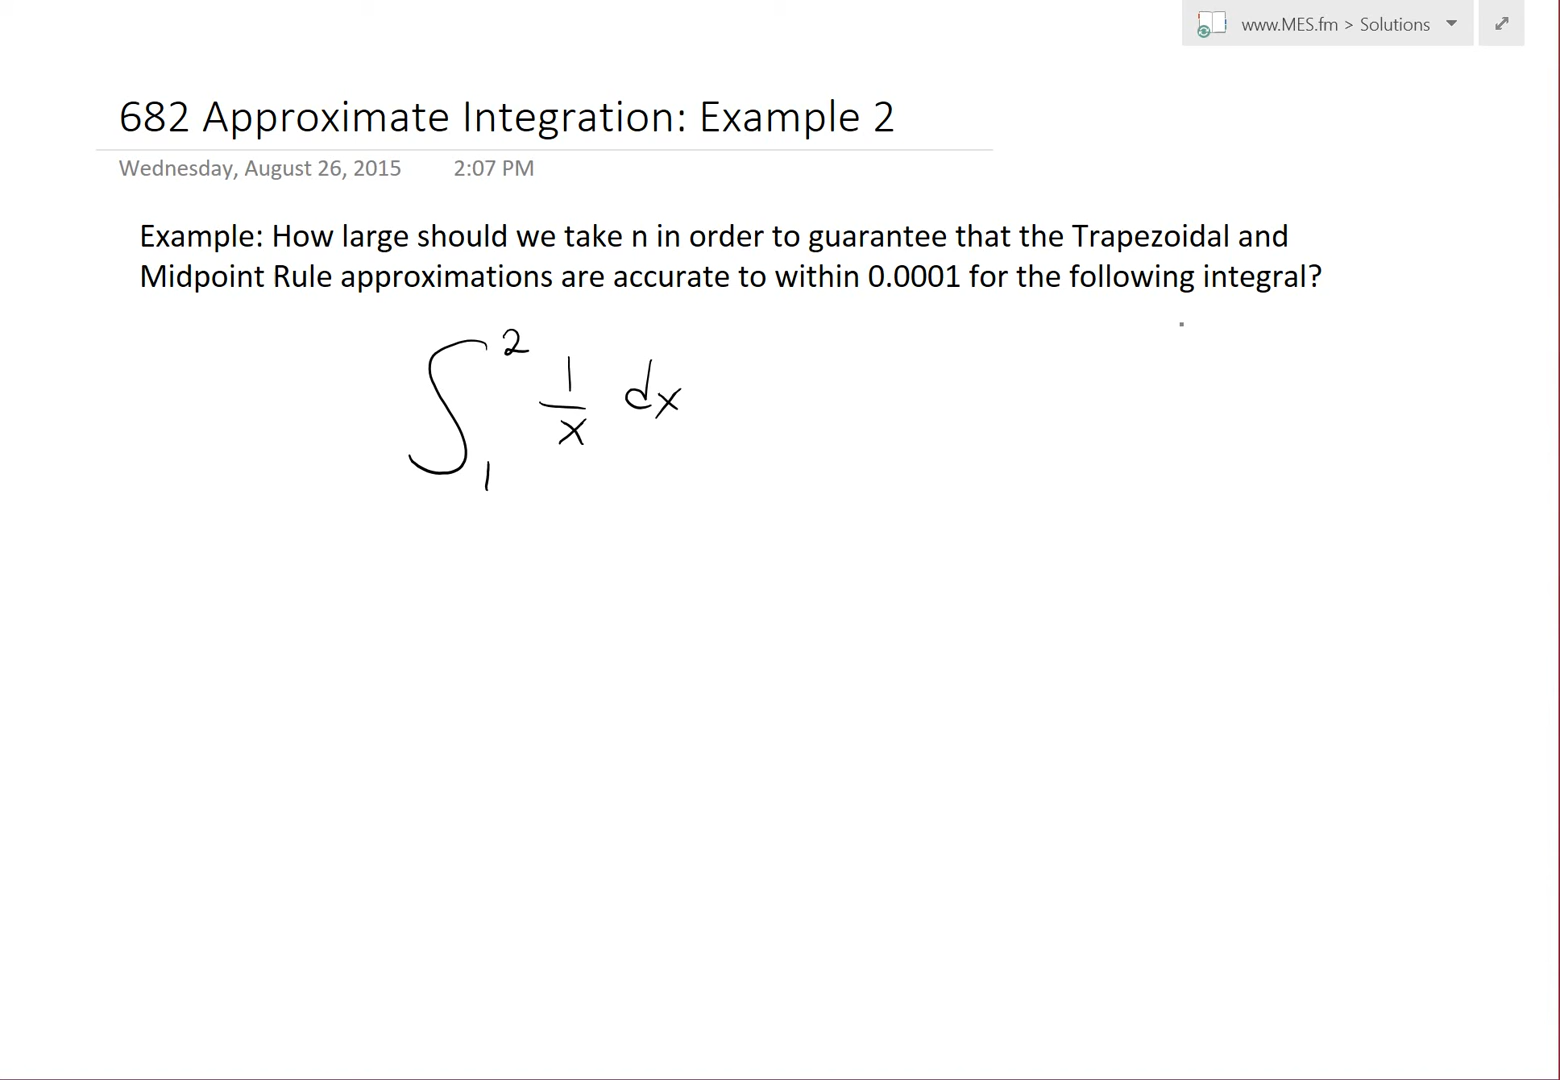 www.MES.fm > Solutions
682 Approximate Integration: Example 2
Wednesday, August 26, 2015 2:07 PM
Example: How large should we take n in order to guarantee that the Trapezoidal and
Midpoint Rule approximations are accurate to within 0.0001 for the following integral?
∫₁² 1/x dx